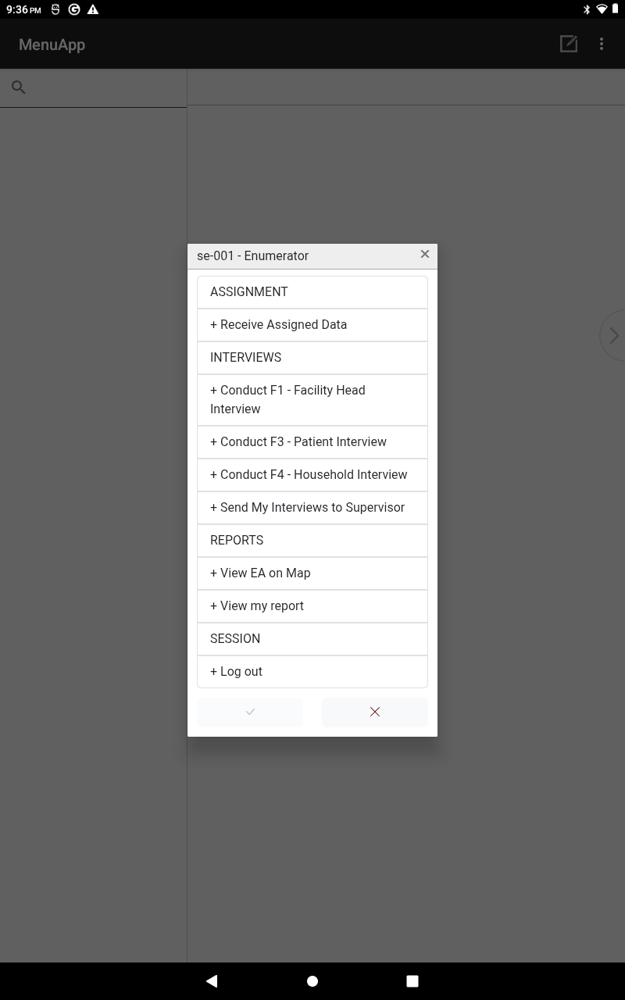 9:36 PM
MenuApp
se-001 - Enumerator
ASSIGNMENT
+ Receive Assigned Data
INTERVIEWS
+ Conduct F1 - Facility Head
Interview
+ Conduct F3 - Patient Interview
+ Conduct F4 - Household Interview
+ Send My Interviews to Supervisor
REPORTS
+ View EA on Map
+ View my report
SESSION
+ Log out